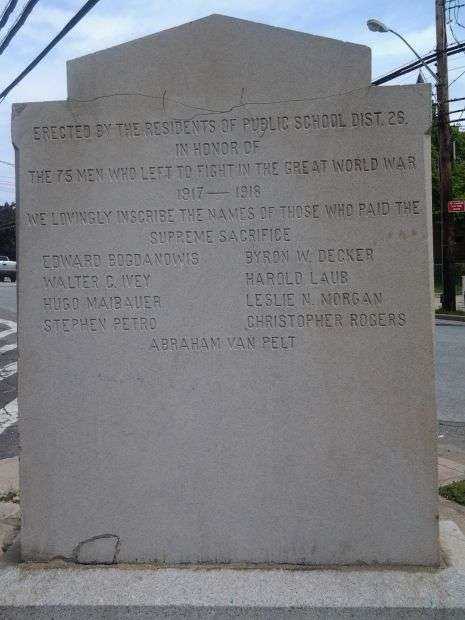 ERECTED BY THE RESIDENTS OF PUBLIC SCHOOL DIST. 26.
IN HONOR OF
THE 75 MEN WHO LEFT TO FIGHT IN THE GREAT WORLD WAR
1917 — 1918
WE LOVINGLY INSCRIBE THE NAMES OF THOSE WHO PAID THE
SUPREME SACRIFICE
EDWARD BOGDANOWIS BYRON W. DECKER
WALTER C. IVEY HAROLD LAUB
HUGO MAIBAUER LESLIE N. MORGAN
STEPHEN PETRO CHRISTOPHER ROGERS
ABRAHAM VAN PELT